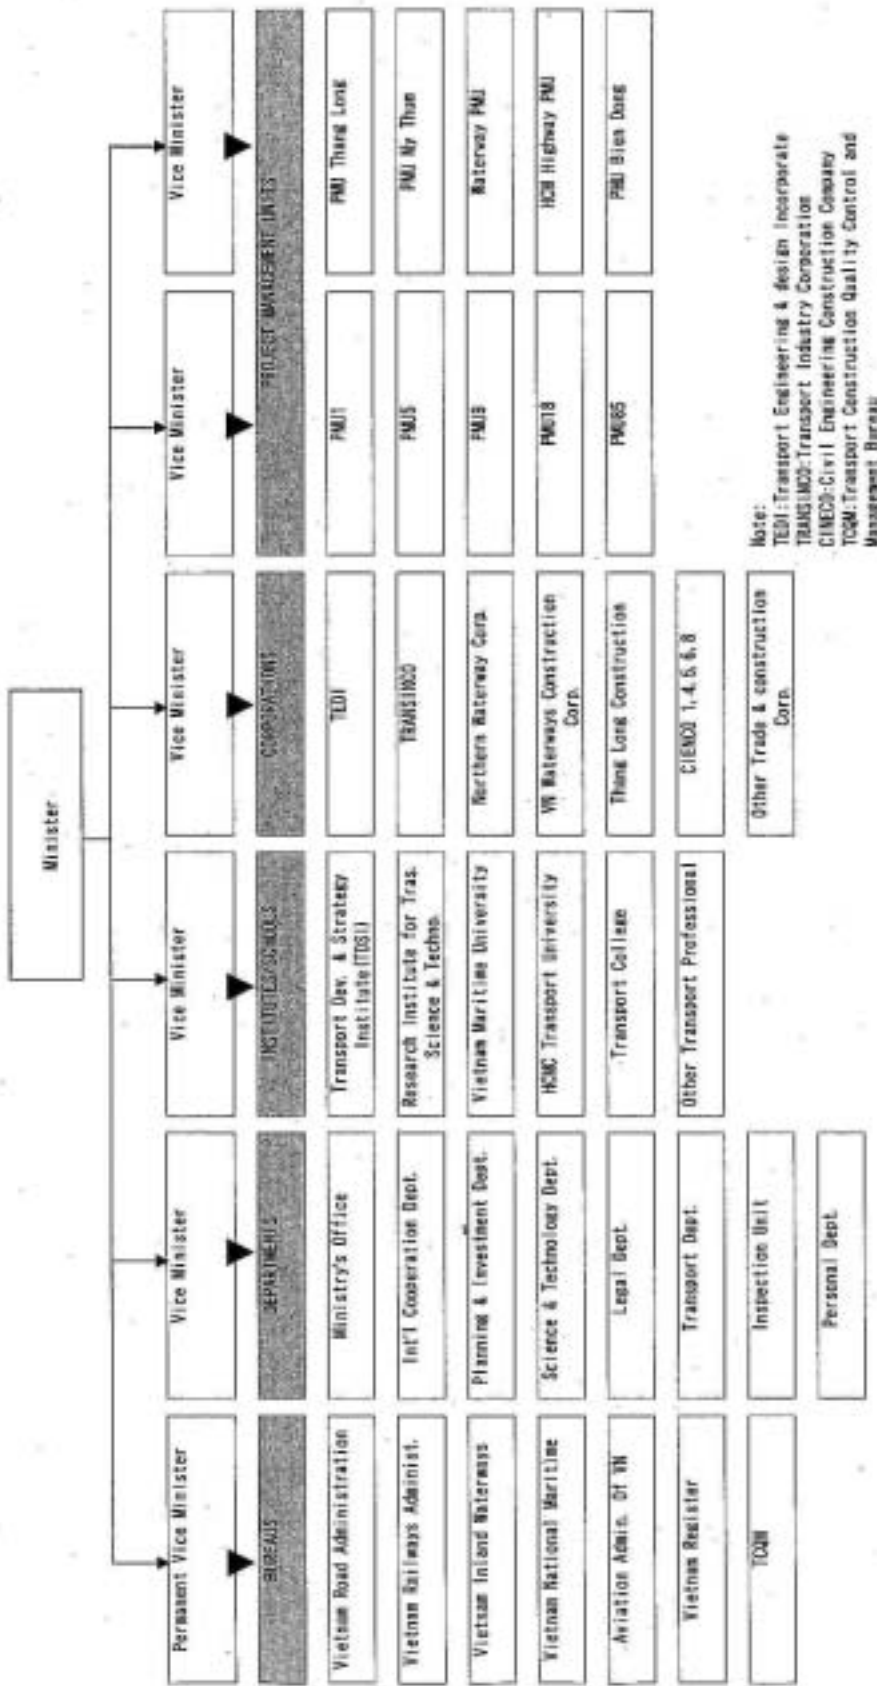 Minister
Permanent Vice Minister
Vice Minister
Vice Minister
Vice Minister
Vice Minister
Vice Minister
BUREAUS
DEPARTMENTS
INSTITUTES/SCHOOLS
CORPORATIONS
PROJECT MANAGEMENT UNITS
Vietnam Road Administration
Vietnam Railways Administ.
Vietnam Inland Waterways
Vietnam National Maritime
Aviation Admin. Of VN
Vietnam Register
TCQM
Ministry's Office
Int'l Cooperation Dept.
Planning & Investment Dept.
Science & Technology Dept.
Legal Dept.
Transport Dept.
Inspection Unit
Personal Dept.
Transport Dev. & Strategy
Institute(TDSI)
Research Institute for Tras.
Science & Techno.
Vietnam Maritime University
HCMC Transport University
Transport College
Other Transport Professional
TEDI
TRANSINCO
Northern Waterway Corp.
VN Waterways Construction
Corp.
Thang Long Construction
CIENCO 1, 4, 5, 6, 8
Other Trade & construction
Corp.
PMU1
PMU5
PMU9
PMU18
PMU85
PMU Thang Long
PMU My Thun
Waterway PMU
HCM Highway PMU
PMU Bien Dong
Note:
TEDI:Transport Engineering & design Incorporate
TRANSINCO:Transport Industry Corporation
CINECO:Civil Engineering Construction Company
TCQM:Transport Construction Quality Control and
Management Bureau